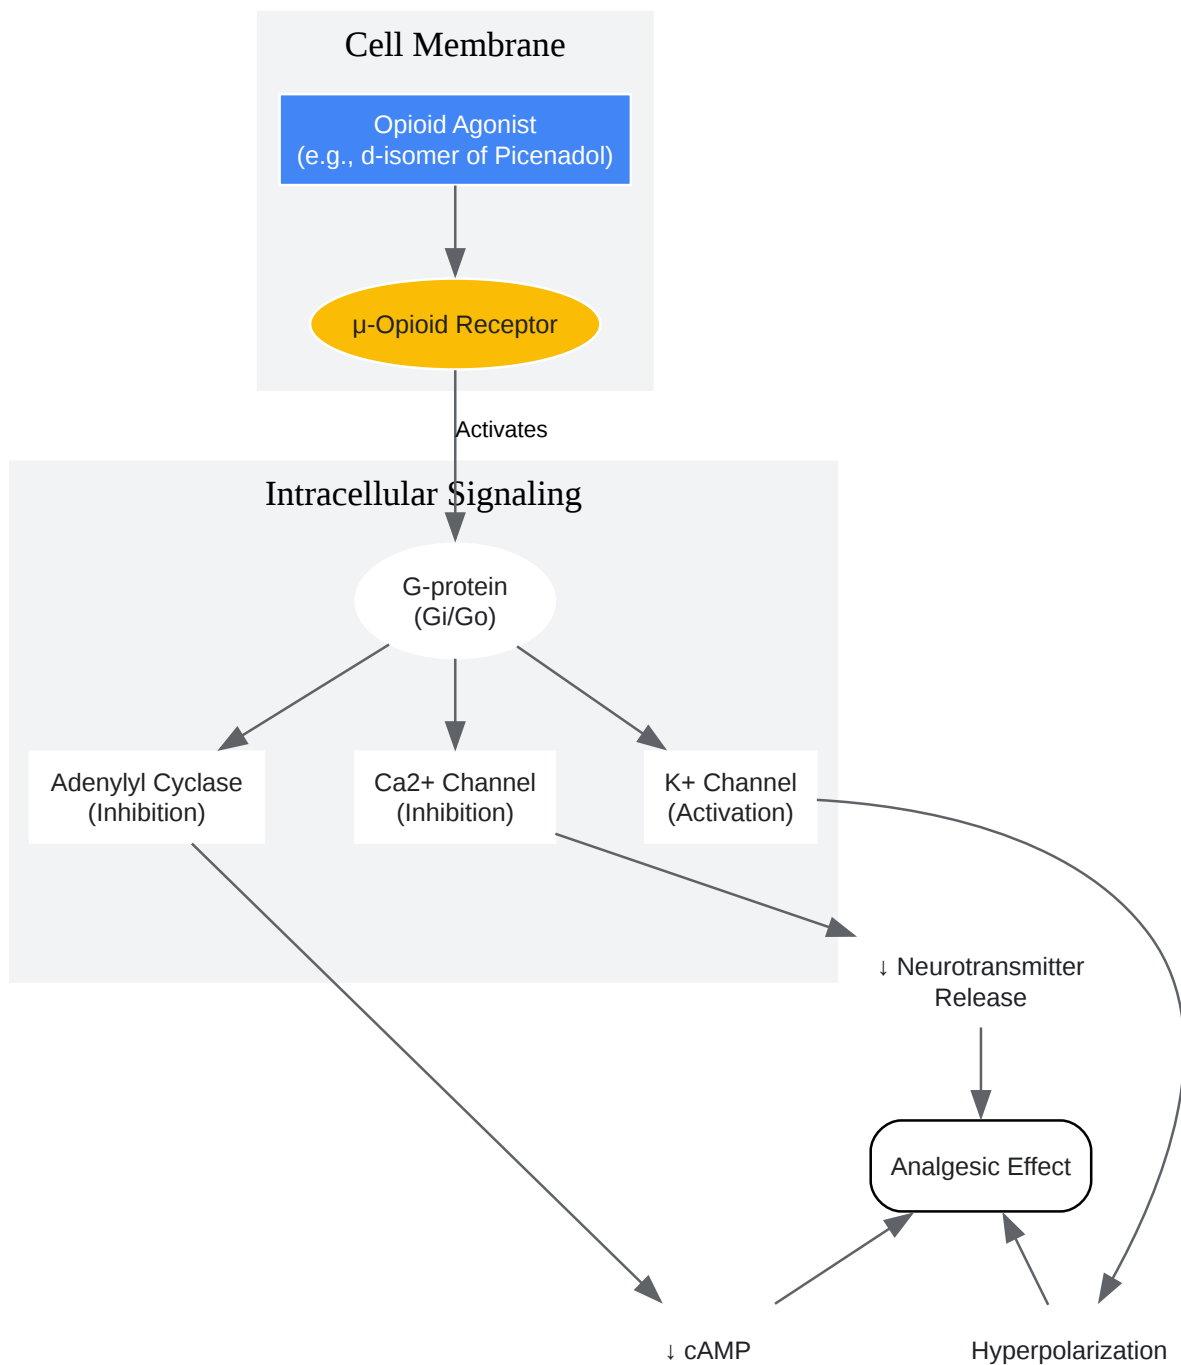 Cell Membrane
Opioid Agonist
(e.g., d-isomer of Picenadol)
μ-Opioid Receptor
Activates
Intracellular Signaling
G-protein
(Gi/Go)
Adenylyl Cyclase
(Inhibition)
Ca2+ Channel
(Inhibition)
K+ Channel
(Activation)
↓ Neurotransmitter
Release
Analgesic Effect
↓ cAMP
Hyperpolarization